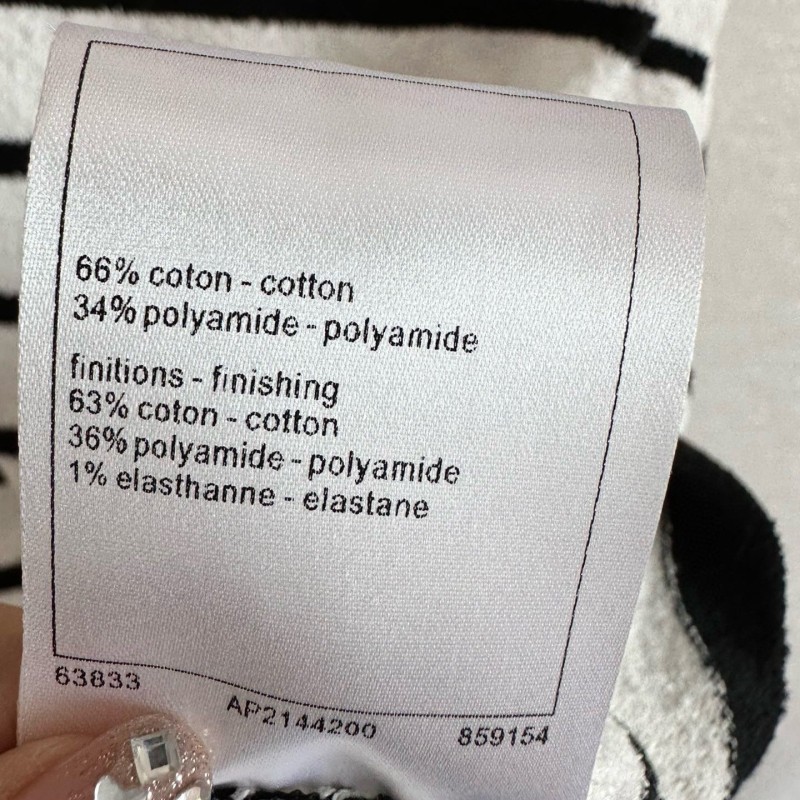 66% coton - cotton
34% polyamide - polyamide
finitions - finishing
63% coton - cotton
36% polyamide - polyamide
1% elasthanne - elastane
63833
AP2144200
859154